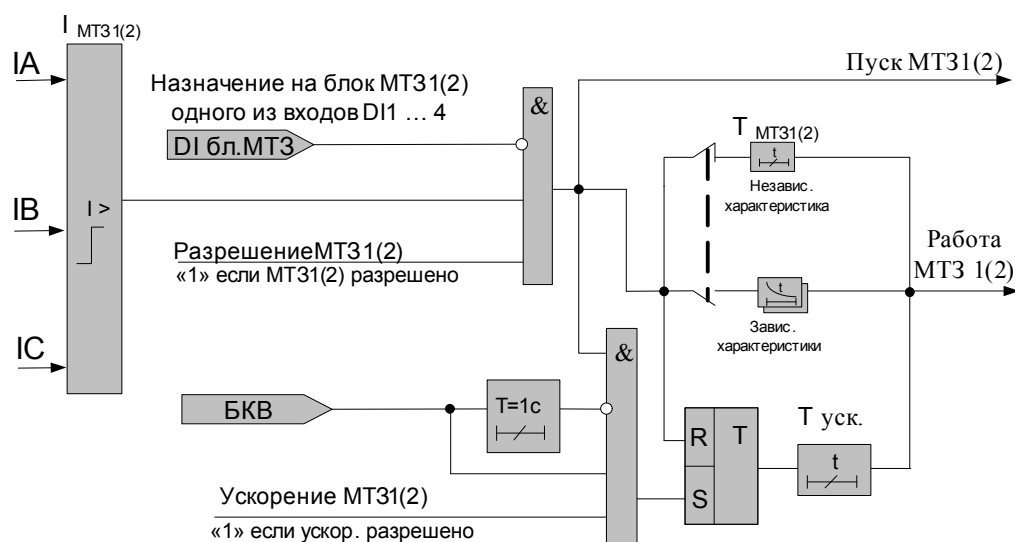 I МТЗ1(2)
IA
IB
IC
I >
Назначение на блок МТЗ1(2)
одного из входов DI1 ... 4
DI бл.МТЗ
РазрешениеМТЗ1(2)
«1» если МТЗ1(2) разрешено
&
Пуск МТЗ1(2)
T МТЗ1(2)
t
Независ.
характеристика
Работа
МТЗ 1(2)
t
Завис.
характеристики
&
БКВ
T=1c
Ускорение МТЗ1(2)
«1» если ускор. разрешено
R
T
S
Т уск.
t